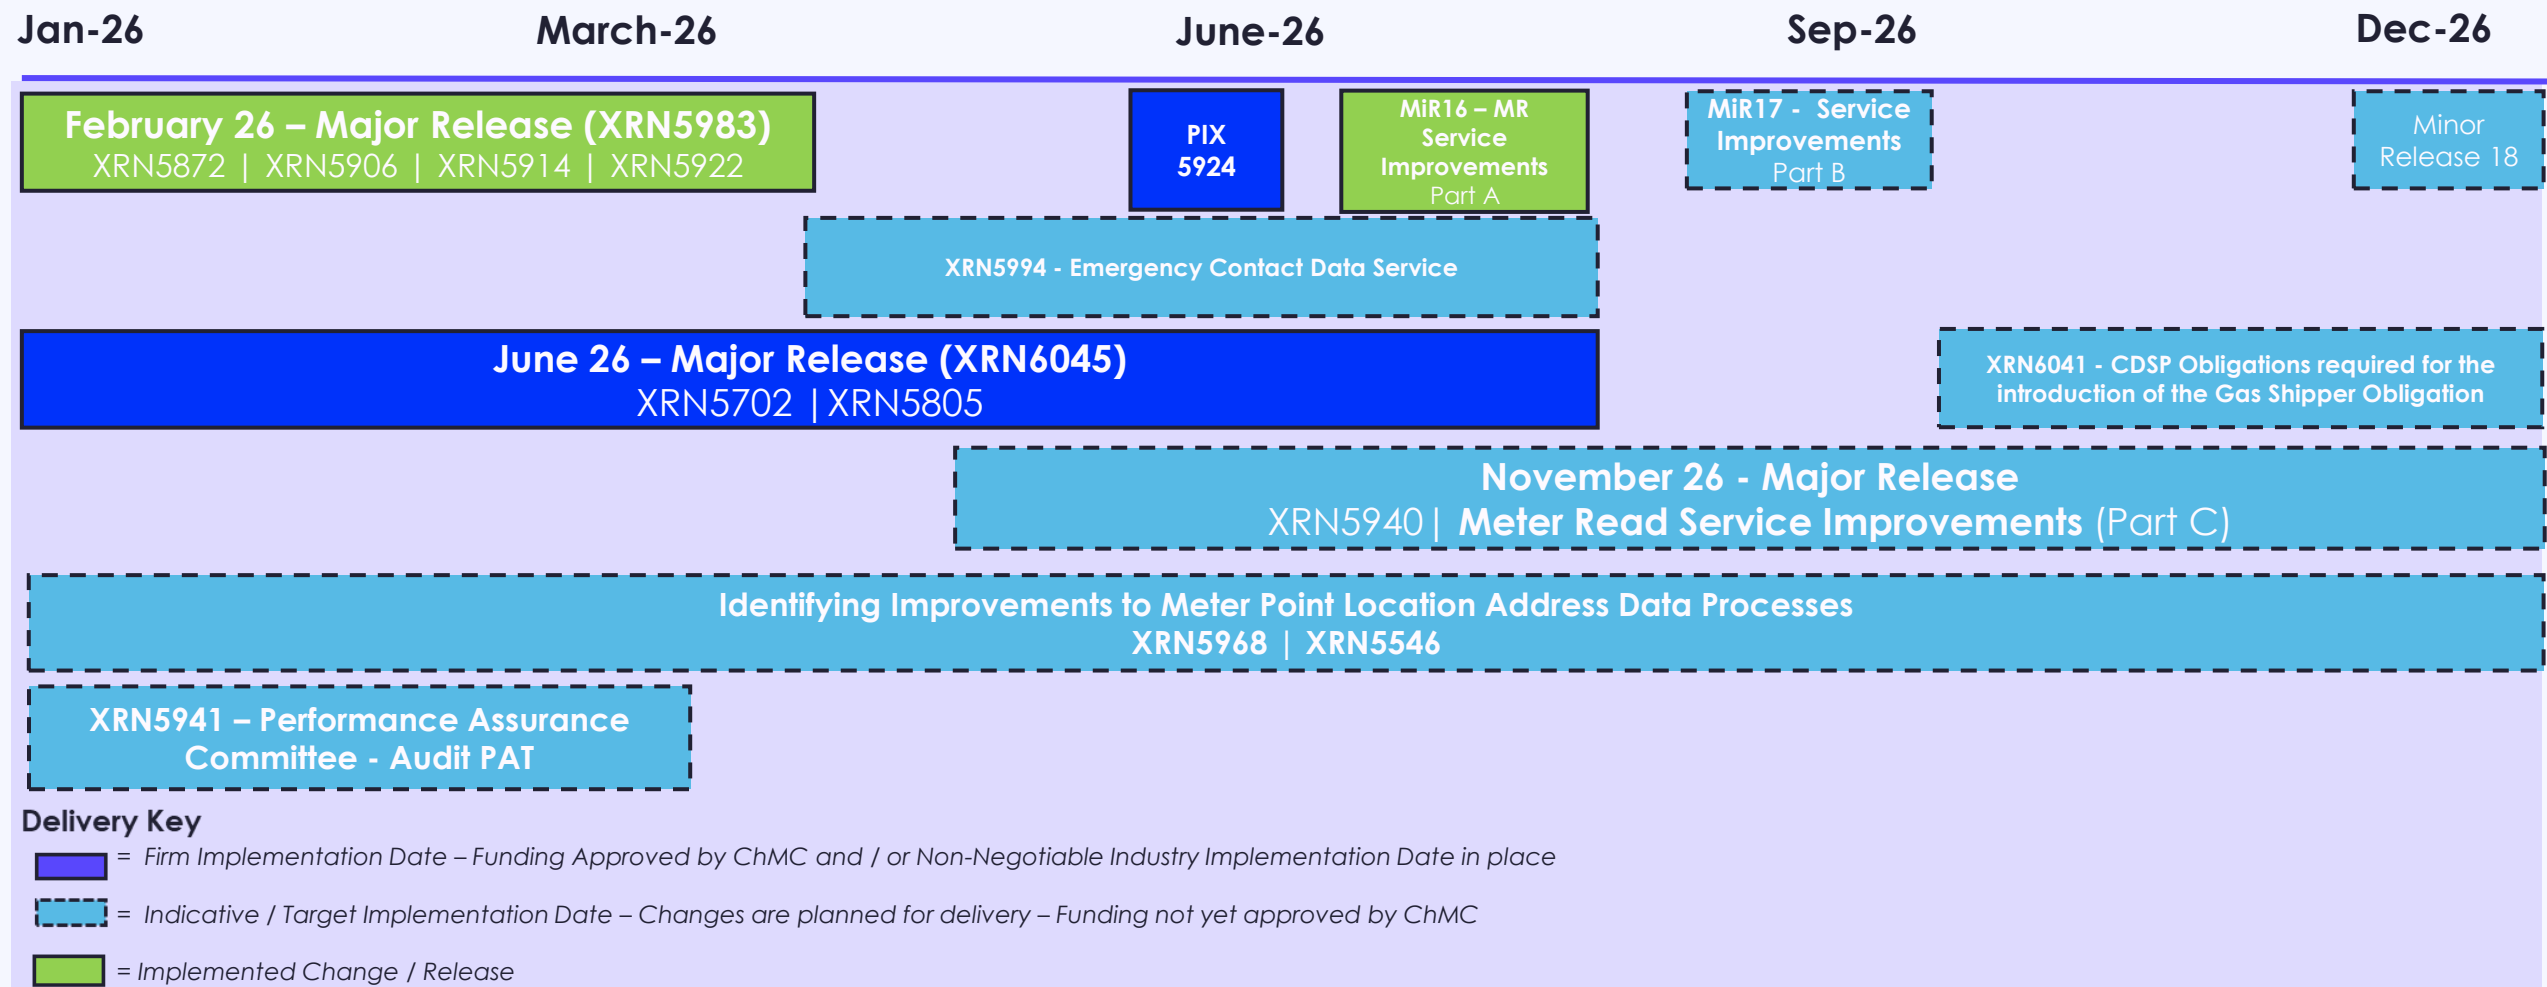 Jan-26
March-26
June-26
Sep-26
Dec-26
February 26 – Major Release (XRN5983)
XRN5872 | XRN5906 | XRN5914 | XRN5922
PIX
5924
MiR16 – MR
Service
Improvements
Part A
MiR17 - Service
Improvements
Part B
Minor
Release 18
XRN5994 - Emergency Contact Data Service
June 26 – Major Release (XRN6045)
XRN5702 |XRN5805
XRN6041 - CDSP Obligations required for the
introduction of the Gas Shipper Obligation
November 26 - Major Release
XRN5940| Meter Read Service Improvements (Part C)
Identifying Improvements to Meter Point Location Address Data Processes
XRN5968 | XRN5546
XRN5941 – Performance Assurance
Committee - Audit PAT
Delivery Key
= Firm Implementation Date – Funding Approved by ChMC and / or Non-Negotiable Industry Implementation Date in place
= Indicative / Target Implementation Date – Changes are planned for delivery – Funding not yet approved by ChMC
= Implemented Change / Release